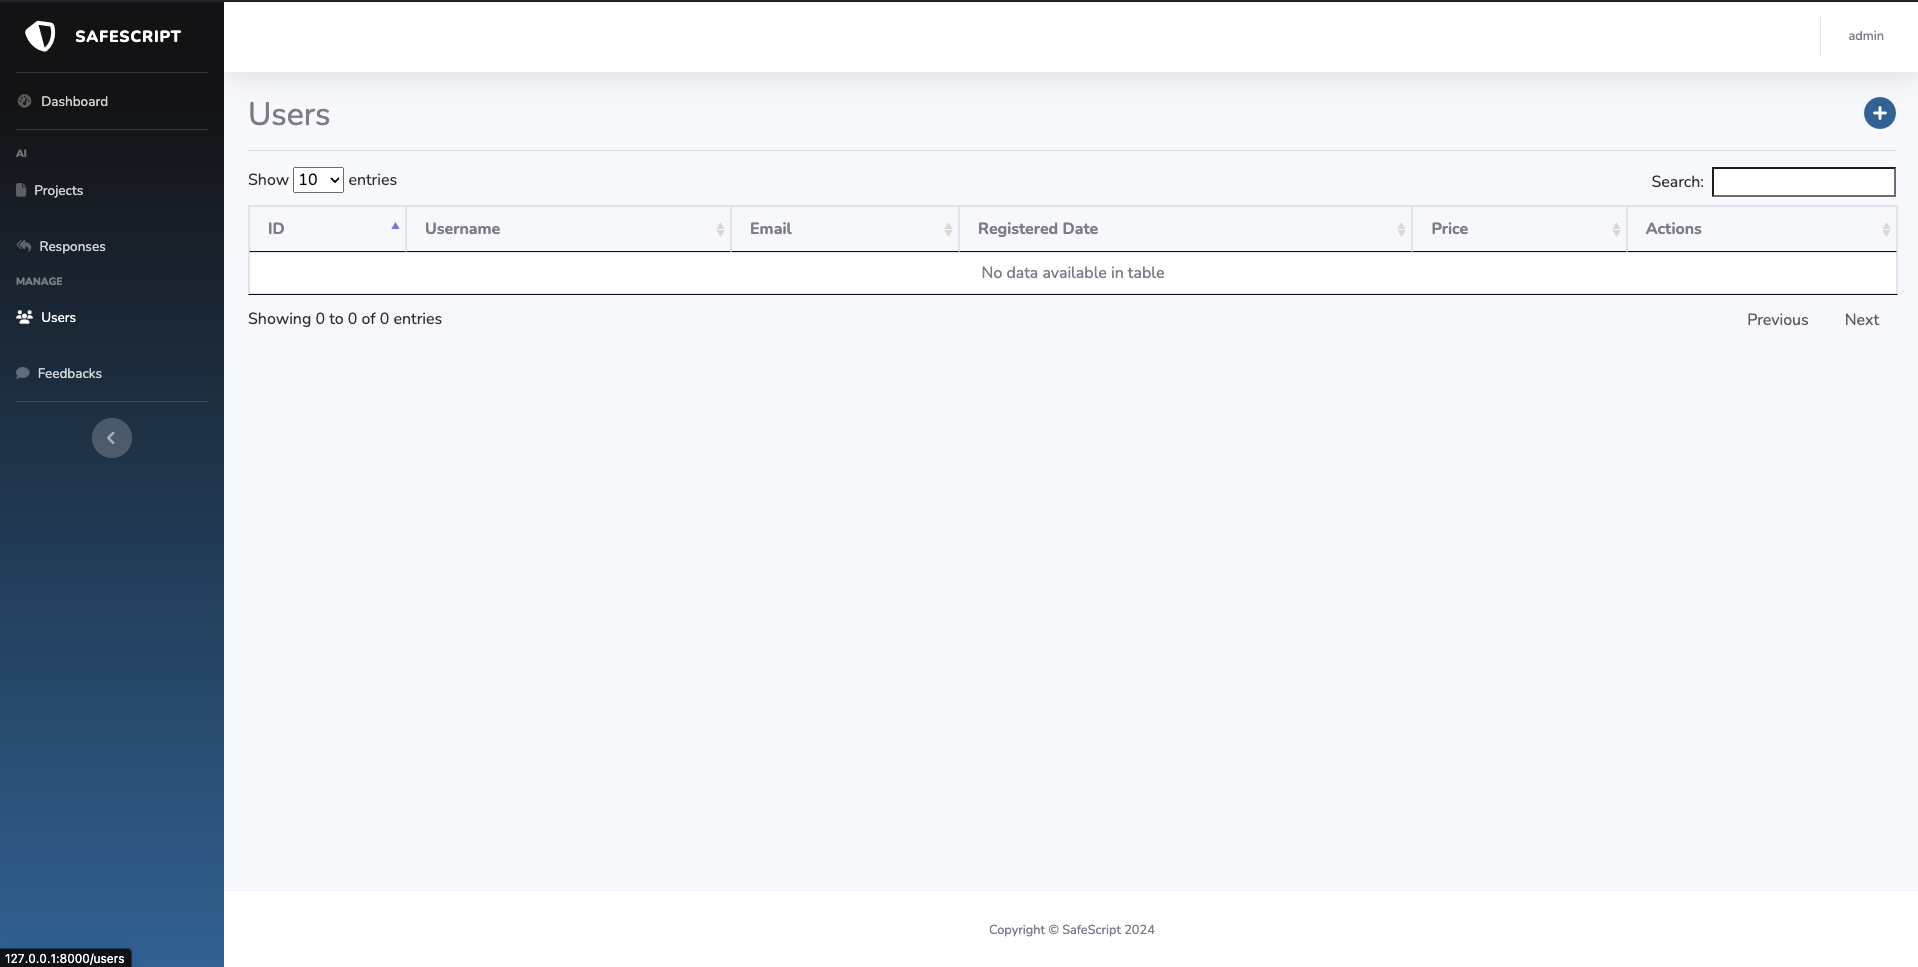 SAFESCRIPT
admin
Dashboard
AI
Projects
Responses
MANAGE
Users
Feedbacks
Users
Show 10 entries
Search:
ID Username Email Registered Date Price Actions
No data available in table
Showing 0 to 0 of 0 entries
Previous Next
Copyright © SafeScript 2024
127.0.0.1:8000/users